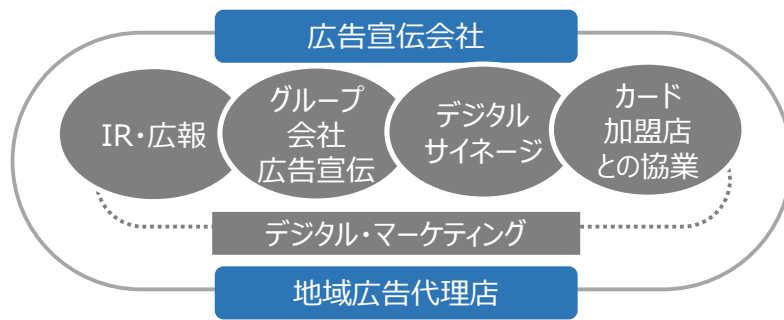 広告宣伝会社
IR・広報
グループ
会社
広告宣伝
デジタル
サイネージ
カード
加盟店
との協業
デジタル・マーケティング
地域広告代理店